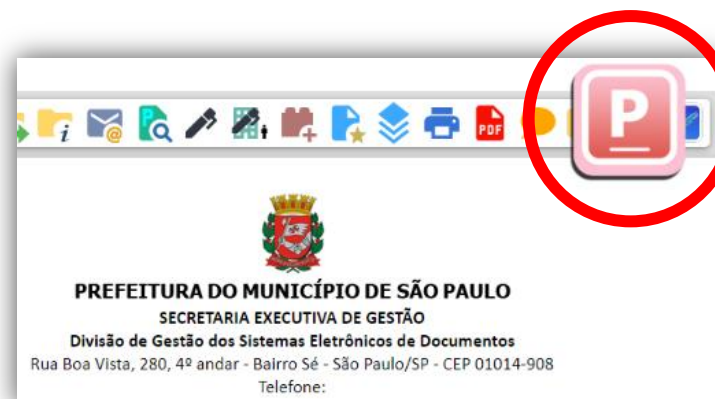 P
i
@
P
PDF
PREFEITURA DO MUNICÍPIO DE SÃO PAULO
SECRETARIA EXECUTIVA DE GESTÃO
Divisão de Gestão dos Sistemas Eletrônicos de Documentos
Rua Boa Vista, 280, 4º andar - Bairro Sé - São Paulo/SP - CEP 01014-908
Telefone: